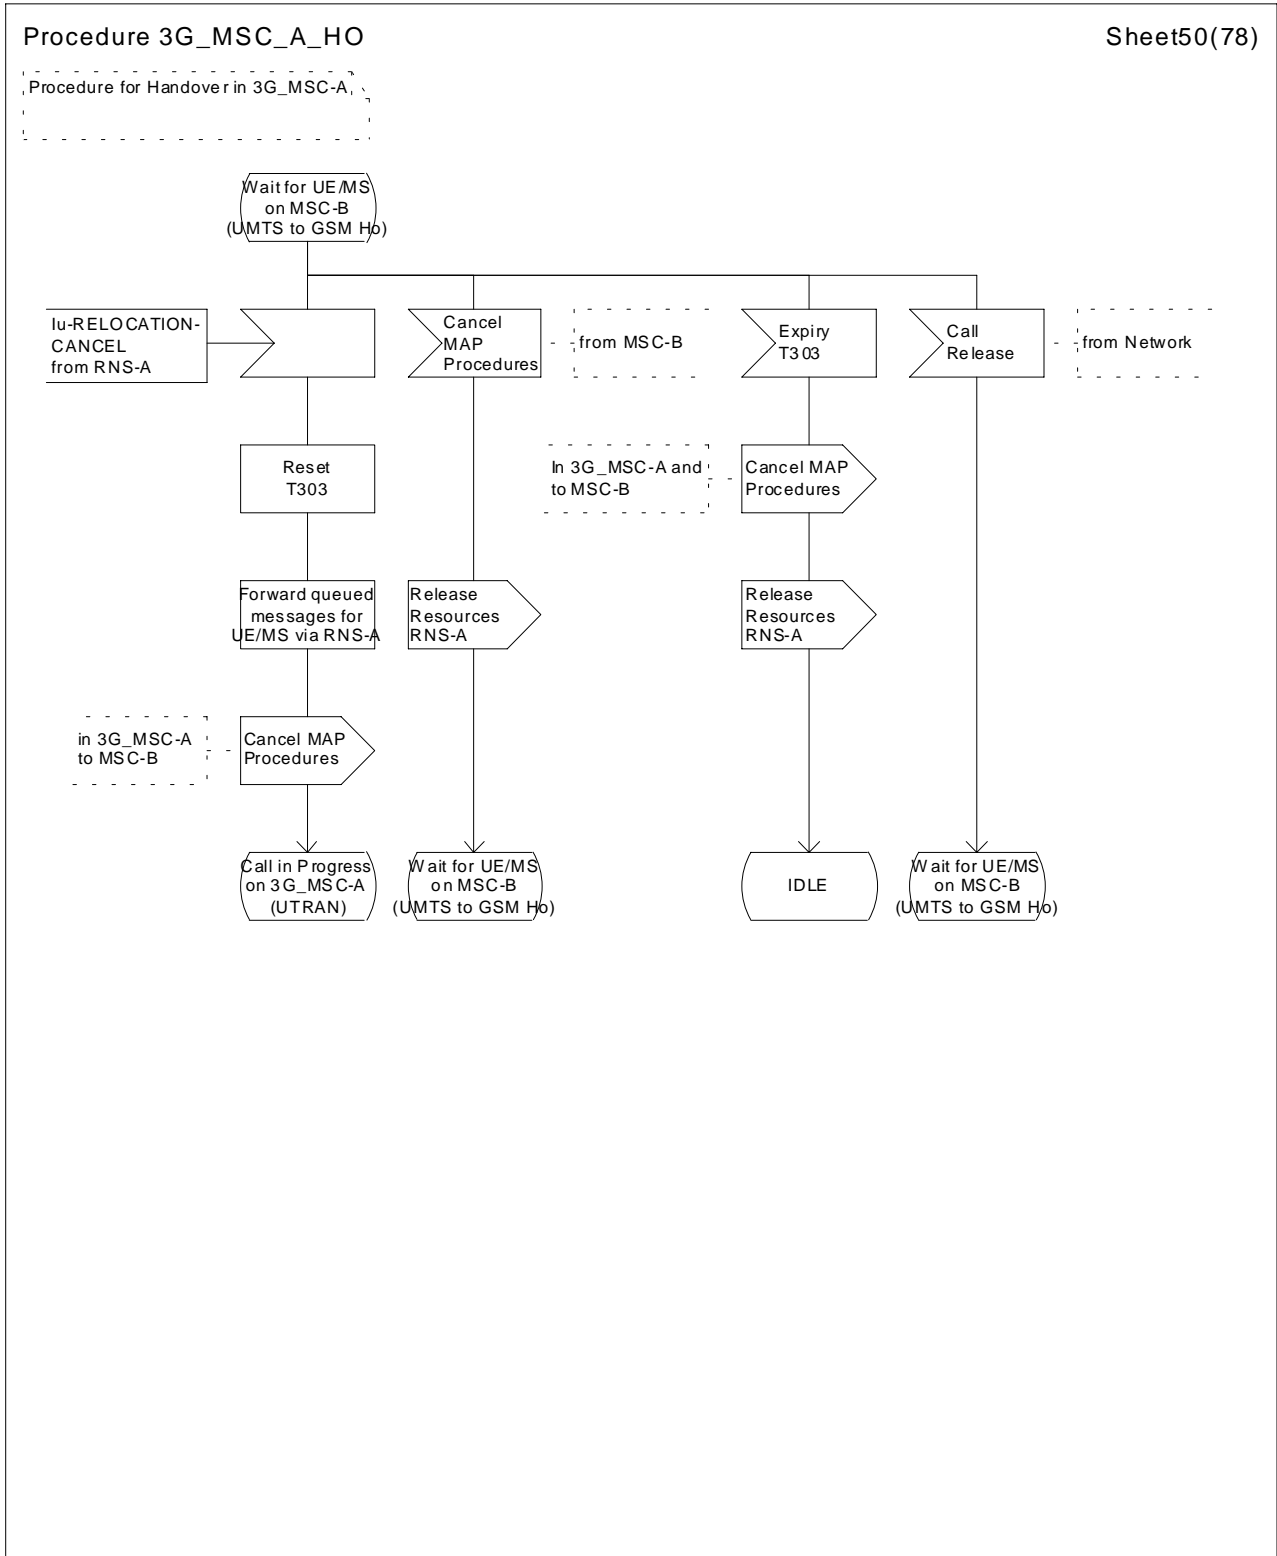 Procedure 3G_MSC_A_HO
Sheet50(78)
Procedure for Handover in 3G_MSC-A
Wait for UE/MS
on MSC-B
(UMTS to GSM Ho)
Iu-RELOCATION-
CANCEL
from RNS-A
Cancel
MAP
Procedures
from MSC-B
Expiry
T303
Call
Release
from Network
Reset
T303
In 3G_MSC-A and
to MSC-B
Cancel MAP
Procedures
Forward queued
messages for
UE/MS via RNS-A
Release
Resources
RNS-A
Release
Resources
RNS-A
in 3G_MSC-A
to MSC-B
Cancel MAP
Procedures
Call in Progress
on 3G_MSC-A
(UTRAN)
Wait for UE/MS
on MSC-B
(UMTS to GSM Ho)
IDLE
Wait for UE/MS
on MSC-B
(UMTS to GSM Ho)